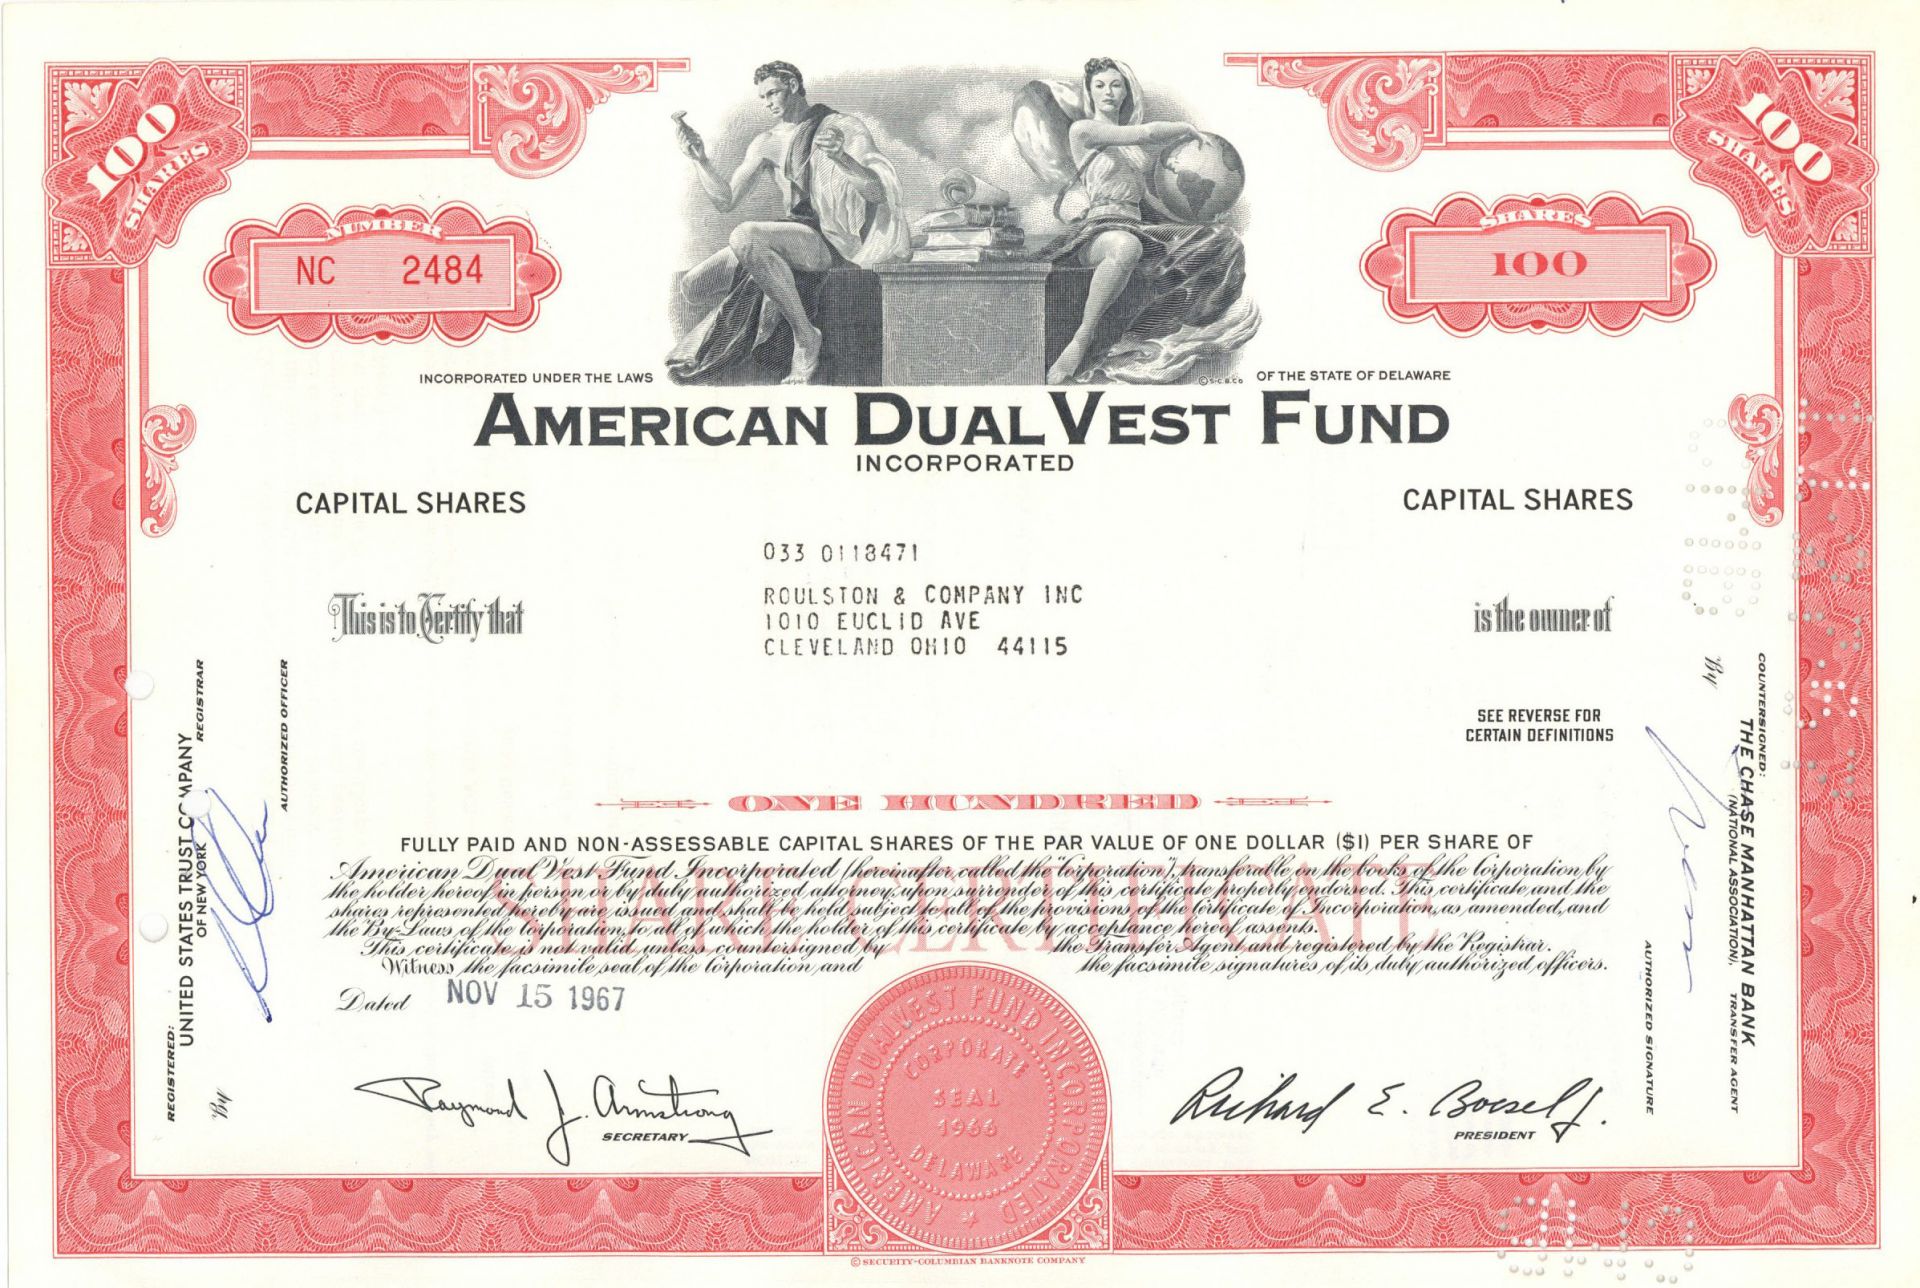 100
SHARES
100
SHARES
NUMBER
NC 2484
SHARES
100
INCORPORATED UNDER THE LAWS
OF THE STATE OF DELAWARE
© S-C.B.Co
AMERICAN DUALVEST FUND
INCORPORATED
CAPITAL SHARES
CAPITAL SHARES
033 0118471
ROULSTON & COMPANY INC
1010 EUCLID AVE
CLEVELAND OHIO 44115
This is to Certify that
is the owner of
SEE REVERSE FOR
CERTAIN DEFINITIONS
ONE HUNDRED
FULLY PAID AND NON-ASSESSABLE CAPITAL SHARES OF THE PAR VALUE OF ONE DOLLAR ($1) PER SHARE OF
American DualVest Fund Incorporated (hereinafter called the "Corporation"), transferable on the books of the Corporation by
the holder hereof in person or by duly authorized attorney upon surrender of this certificate properly endorsed. This certificate and the
shares represented hereby are issued and shall be held subject to all of the provisions of the Certificate of Incorporation, as amended, and
the By-Laws of the Corporation, to all of which the holder of this certificate by acceptance hereof assents.
This certificate is not valid unless countersigned by the Transfer Agent and registered by the Registrar.
Witness the facsimile seal of the Corporation and the facsimile signatures of its duly authorized officers.
SHARE CERTIFICATE
Dated NOV 15 1967
Raymond J. Armstrong
SECRETARY
AMERICAN DUALVEST FUND INCORPORATED
CORPORATE
SEAL
1966
DELAWARE
Richard E. Boesel Jr.
PRESIDENT
REGISTERED:
UNITED STATES TRUST COMPANY
OF NEW YORK
REGISTRAR
By
AUTHORIZED OFFICER
COUNTERSIGNED:
THE CHASE MANHATTAN BANK
(NATIONAL ASSOCIATION),
TRANSFER AGENT
By
AUTHORIZED SIGNATURE
© SECURITY-COLUMBIAN BANKNOTE COMPANY